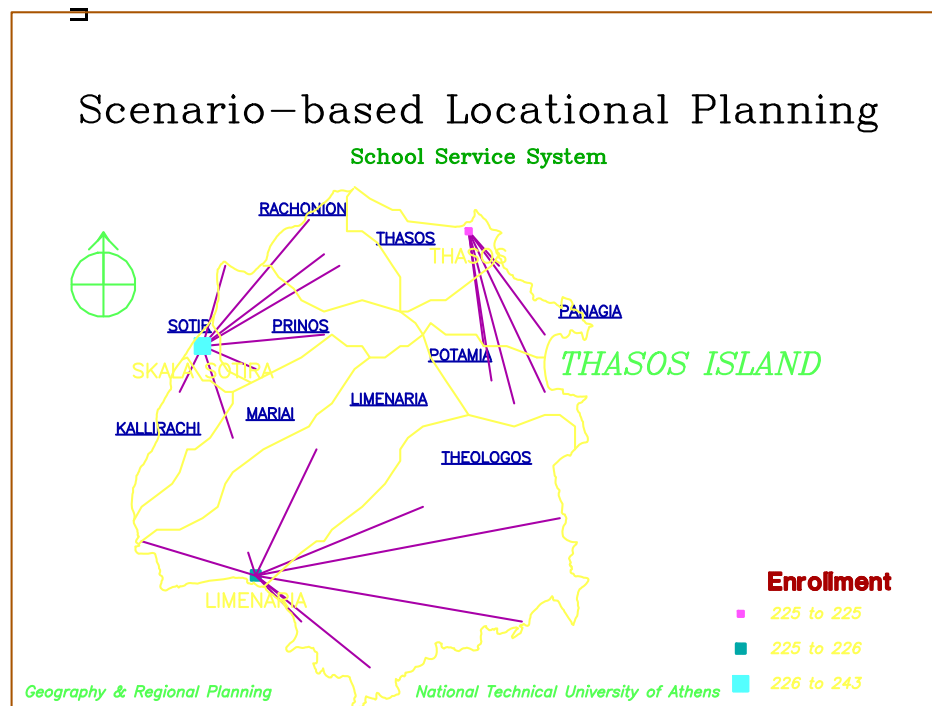 Scenario-based Locational Planning
School Service System
RACHONION
THASOS
THASOS
PANAGIA
SOTIR
PRINOS
POTAMIA
THASOS ISLAND
SKALA SOTIRA
LIMENARIA
MARIAI
KALLIRACHI
THEOLOGOS
LIMENARIA
Enrollment
225 to 225
225 to 226
226 to 243
Geography & Regional Planning
National Technical University of Athens